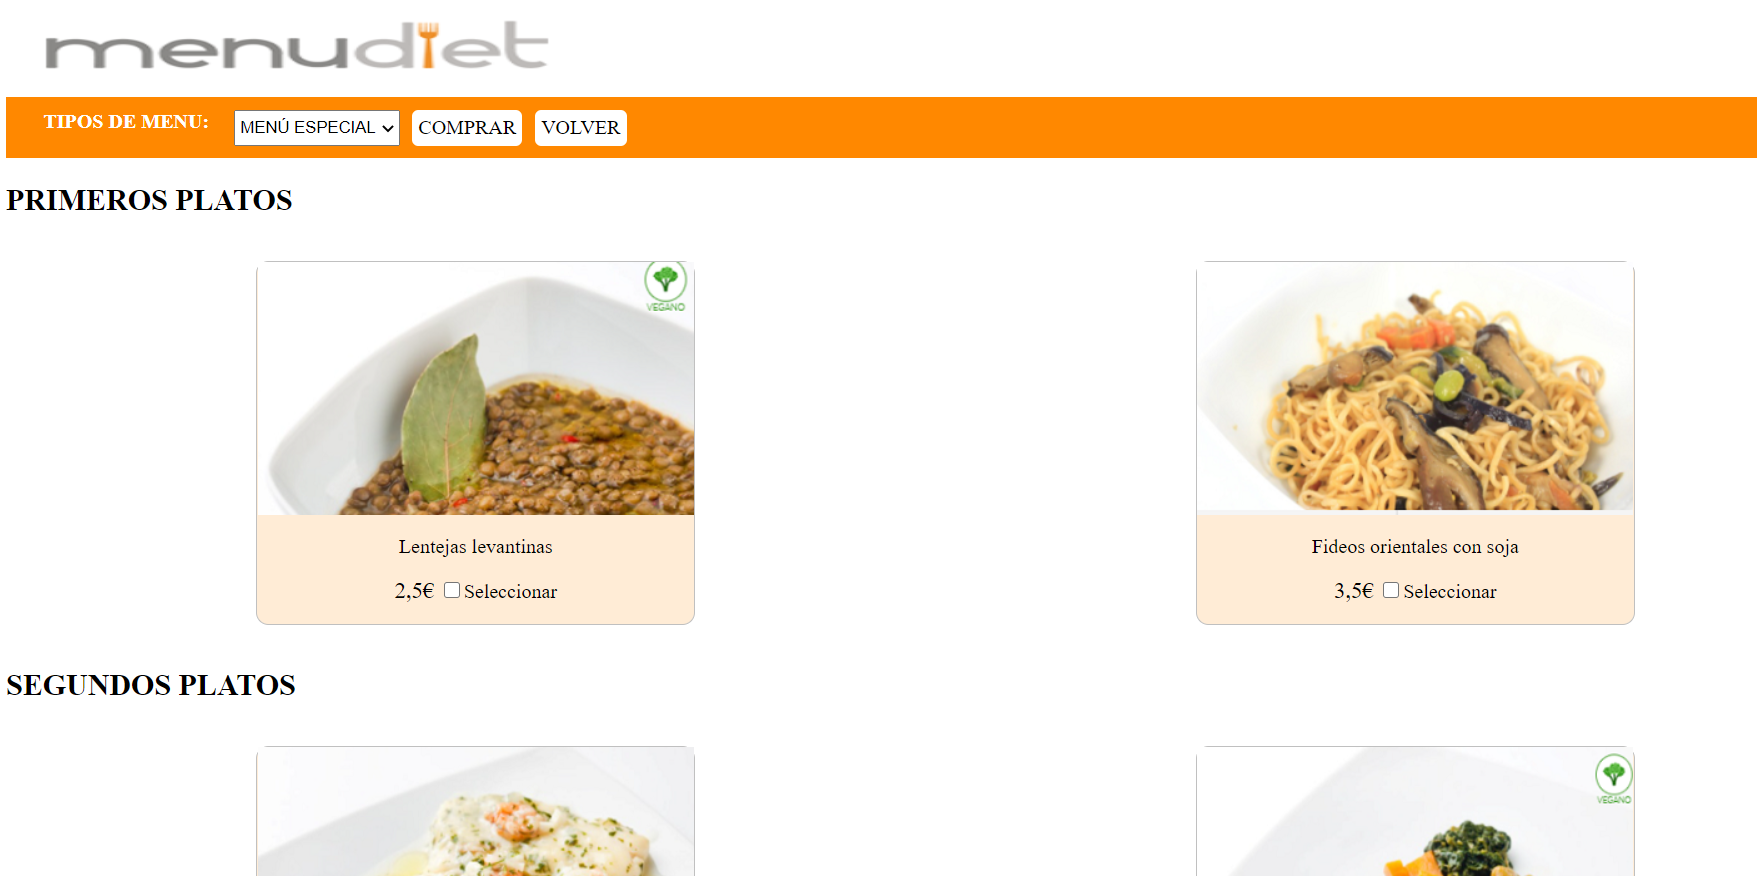 menudiet
TIPOS DE MENU: MENÚ ESPECIAL COMPRAR VOLVER
PRIMEROS PLATOS
VEGANO
Lentejas levantinas
2,5€ Seleccionar
Fideos orientales con soja
3,5€ Seleccionar
SEGUNDOS PLATOS
VEGANO